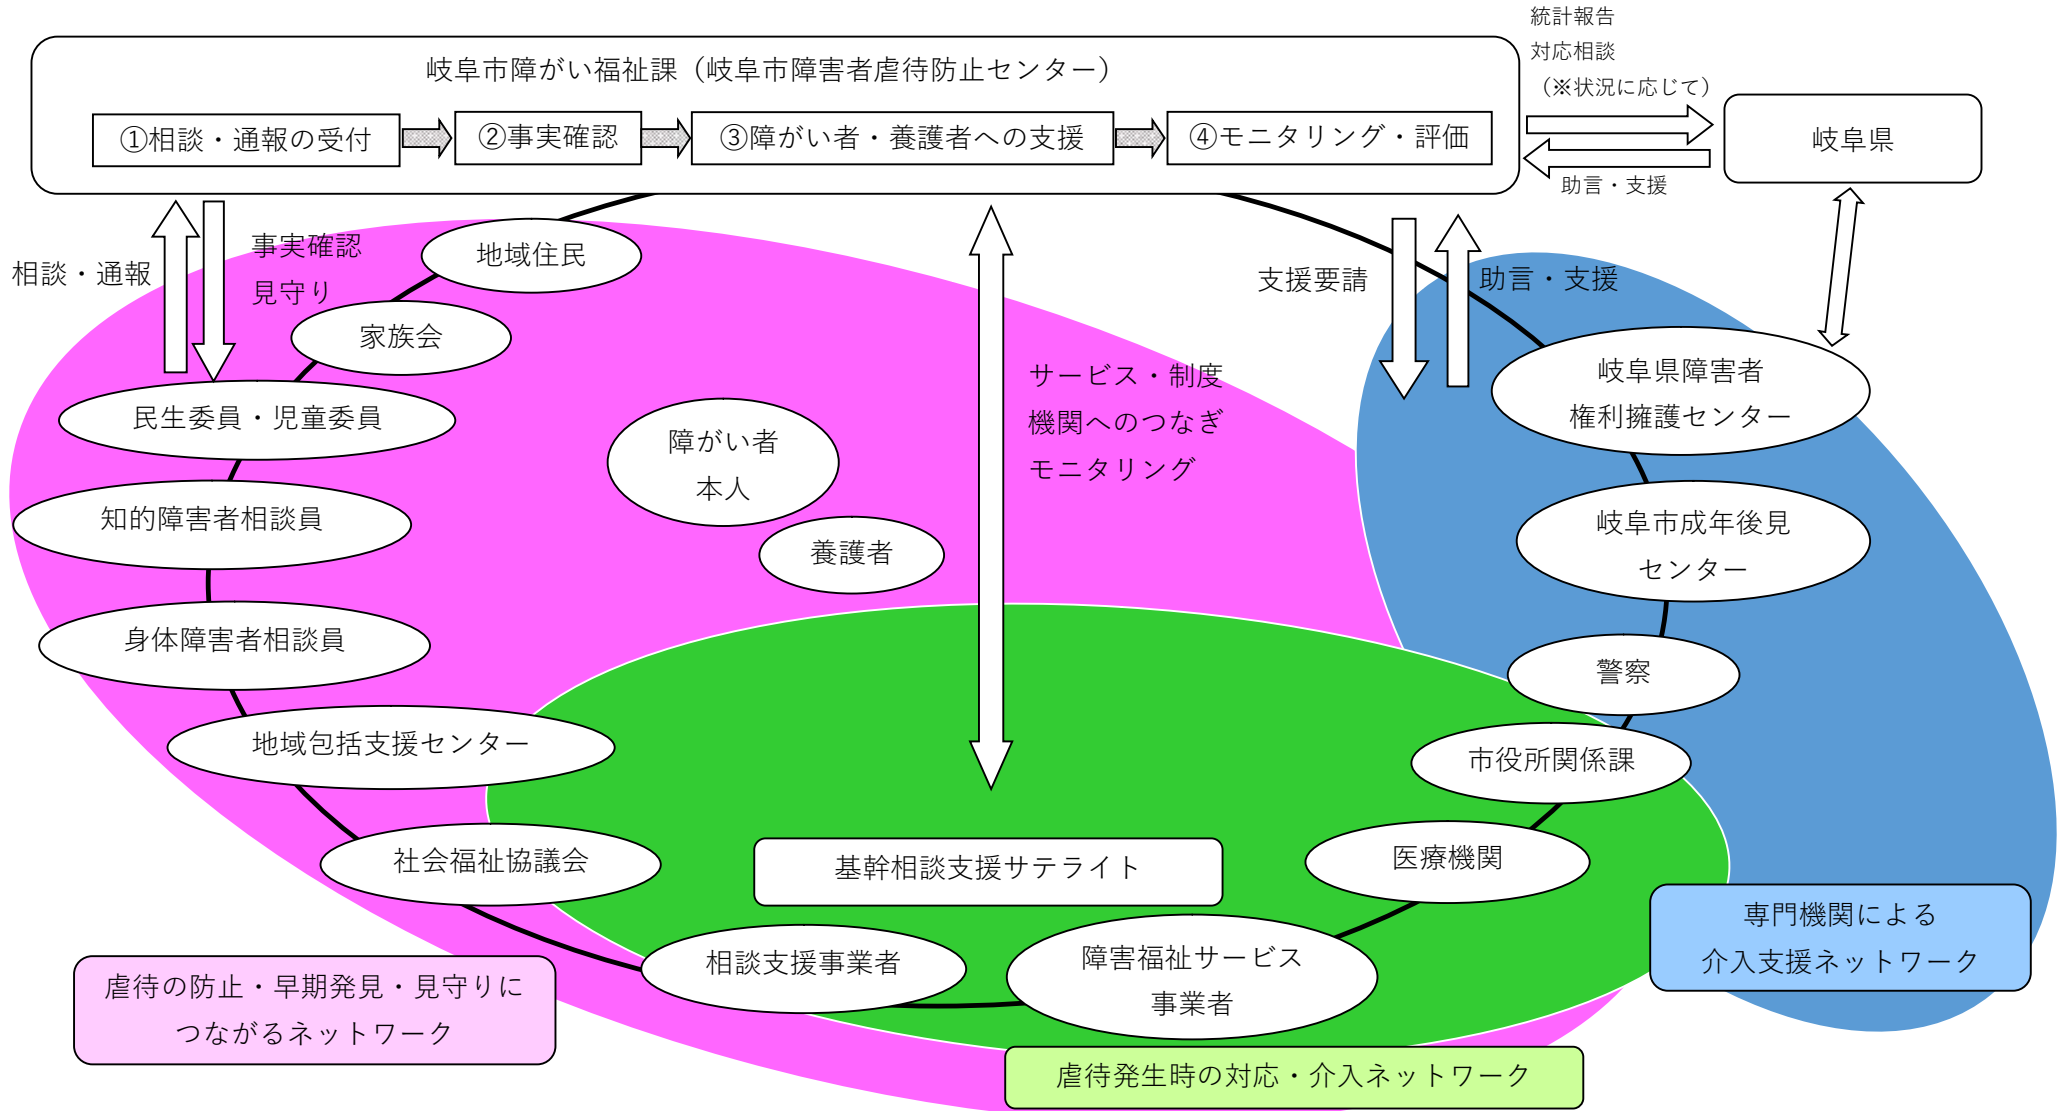 統計報告
対応相談
（※状況に応じて）
岐阜市障がい福祉課（岐阜市障害者虐待防止センター）
①相談・通報の受付
②事実確認
③障がい者・養護者への支援
④モニタリング・評価
岐阜県
助言・支援
相談・通報
事実確認
見守り
地域住民
支援要請
助言・支援
家族会
サービス・制度
機関へのつなぎ
モニタリング
岐阜県障害者
権利擁護センター
民生委員・児童委員
障がい者
本人
知的障害者相談員
養護者
岐阜市成年後見
センター
身体障害者相談員
警察
地域包括支援センター
市役所関係課
社会福祉協議会
基幹相談支援サテライト
医療機関
相談支援事業者
障害福祉サービス
事業者
専門機関による
介入支援ネットワーク
虐待の防止・早期発見・見守りに
つながるネットワーク
虐待発生時の対応・介入ネットワーク